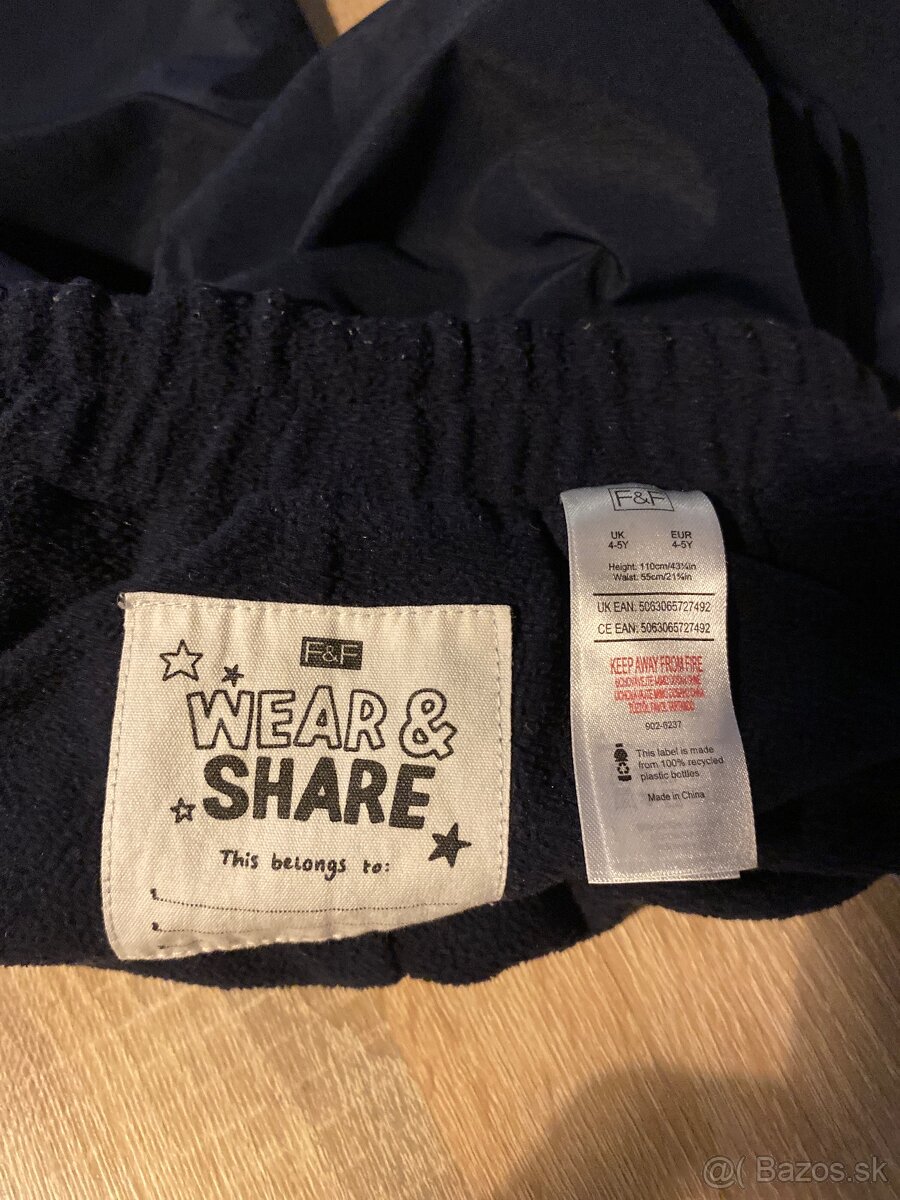 F&F
WEAR &
SHARE
This belongs to:
F&F
UK EUR
4-5Y 4-5Y
Height: 110cm/43¼in
Waist: 55cm/21¾in
UK EAN: 5063065727492
CE EAN: 5063065727492
KEEP AWAY FROM FIRE
902-8237
This label is made
from 100% recycled
plastic bottles
Made in China
@( Bazos.sk